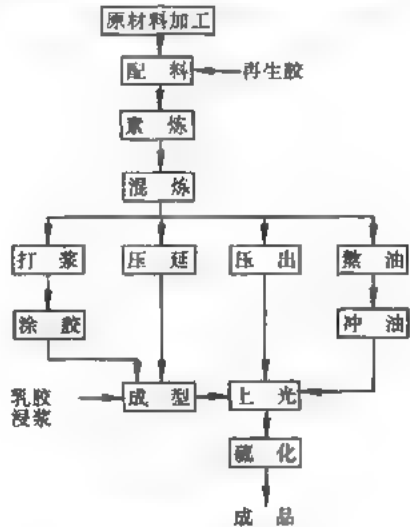 原材料加工
配料
再生胶
素炼
混炼
打浆
压延
压出
熬油
涂胶
冲油
乳胶
浸浆
成型
上光
硫化
成品